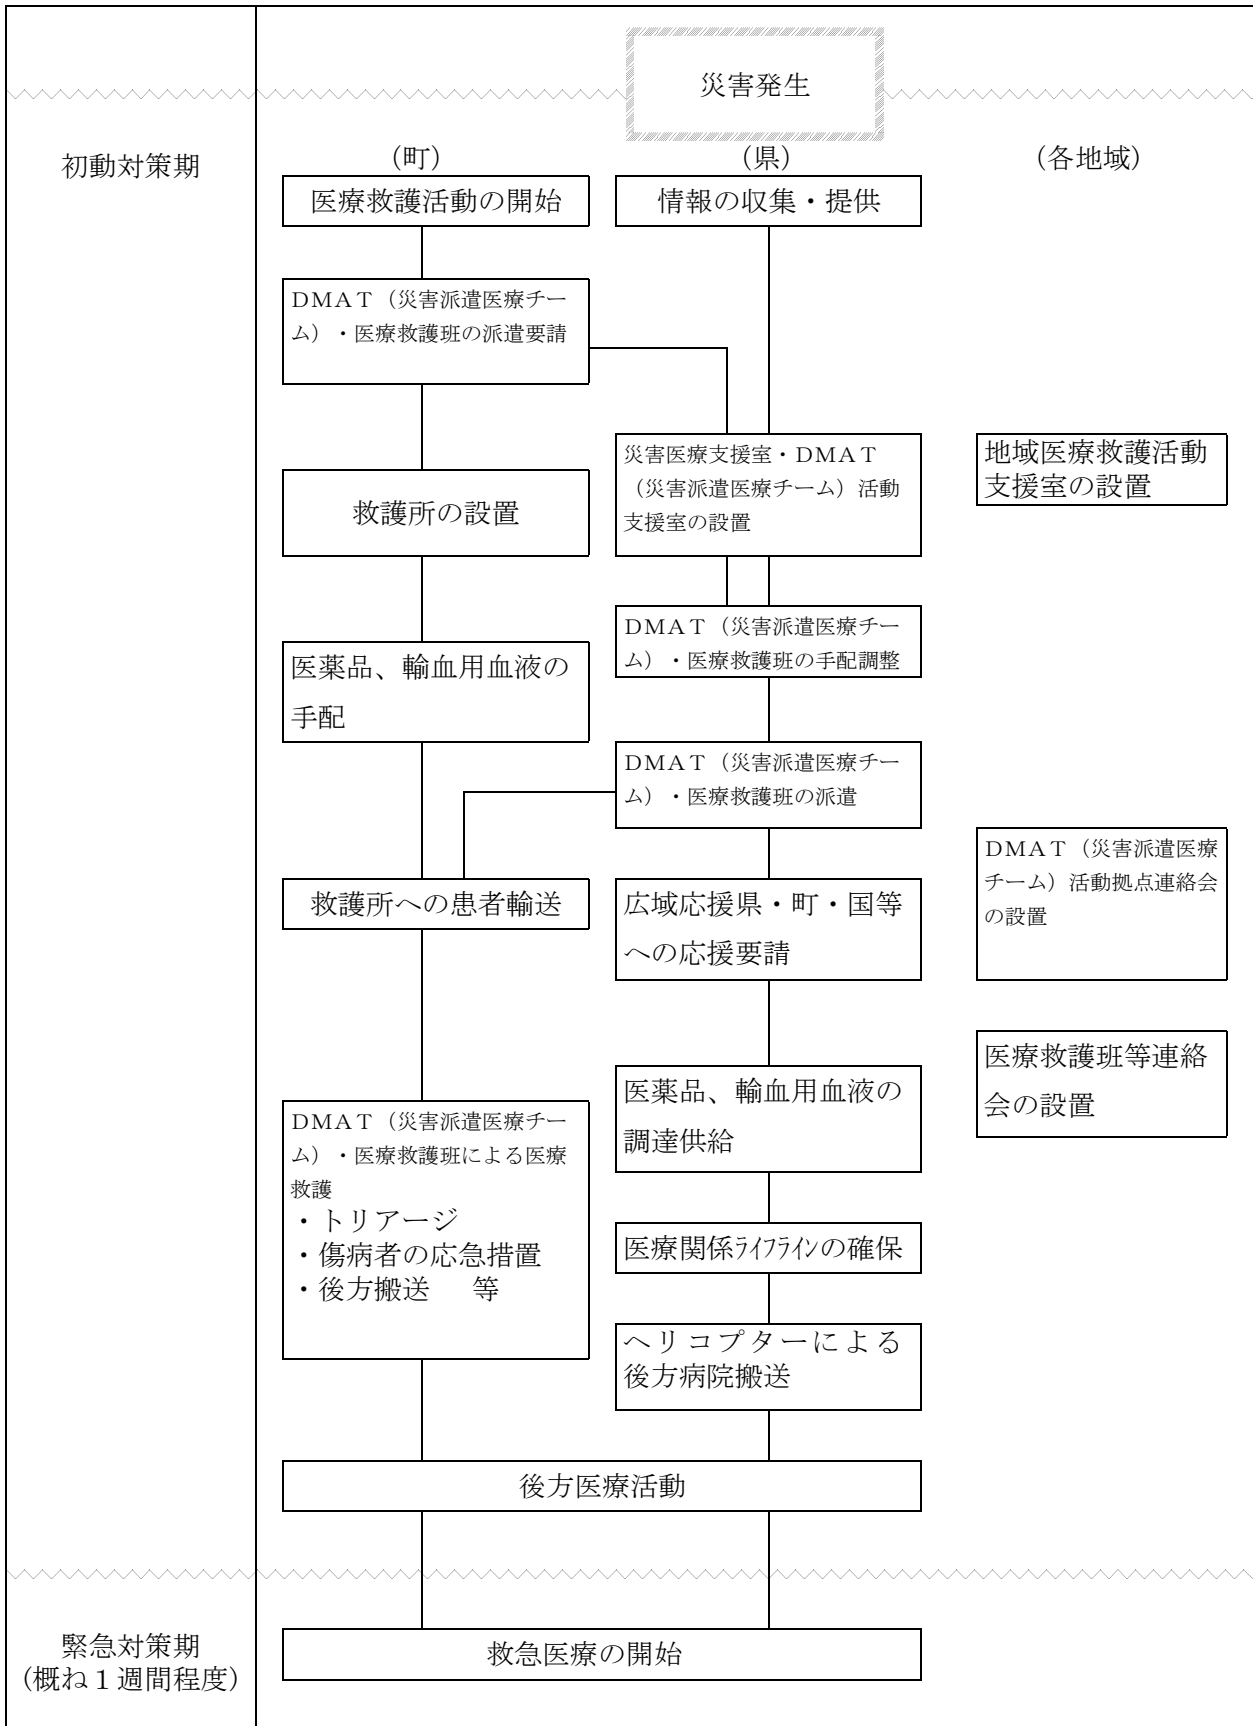 災害発生
初動対策期
（町）
（県）
（各地域）
医療救護活動の開始
情報の収集・提供
ＤＭＡＴ（災害派遣医療チー
ム）・医療救護班の派遣要請
災害医療支援室・ＤＭＡＴ
（災害派遣医療チーム）活動
支援室の設置
地域医療救護活動
支援室の設置
救護所の設置
ＤＭＡＴ（災害派遣医療チー
ム）・医療救護班の手配調整
医薬品、輸血用血液の
手配
ＤＭＡＴ（災害派遣医療チー
ム）・医療救護班の派遣
ＤＭＡＴ（災害派遣医療
チーム）活動拠点連絡会
の設置
救護所への患者輸送
広域応援県・町・国等
への応援要請
医療救護班等連絡
会の設置
医薬品、輸血用血液の
調達供給
ＤＭＡＴ（災害派遣医療チー
ム）・医療救護班による医療
救護
・トリアージ
・傷病者の応急措置
・後方搬送　等
医療関係ﾗｲﾌﾗｲﾝの確保
ヘリコプターによる
後方病院搬送
後方医療活動
緊急対策期
（概ね１週間程度）
救急医療の開始